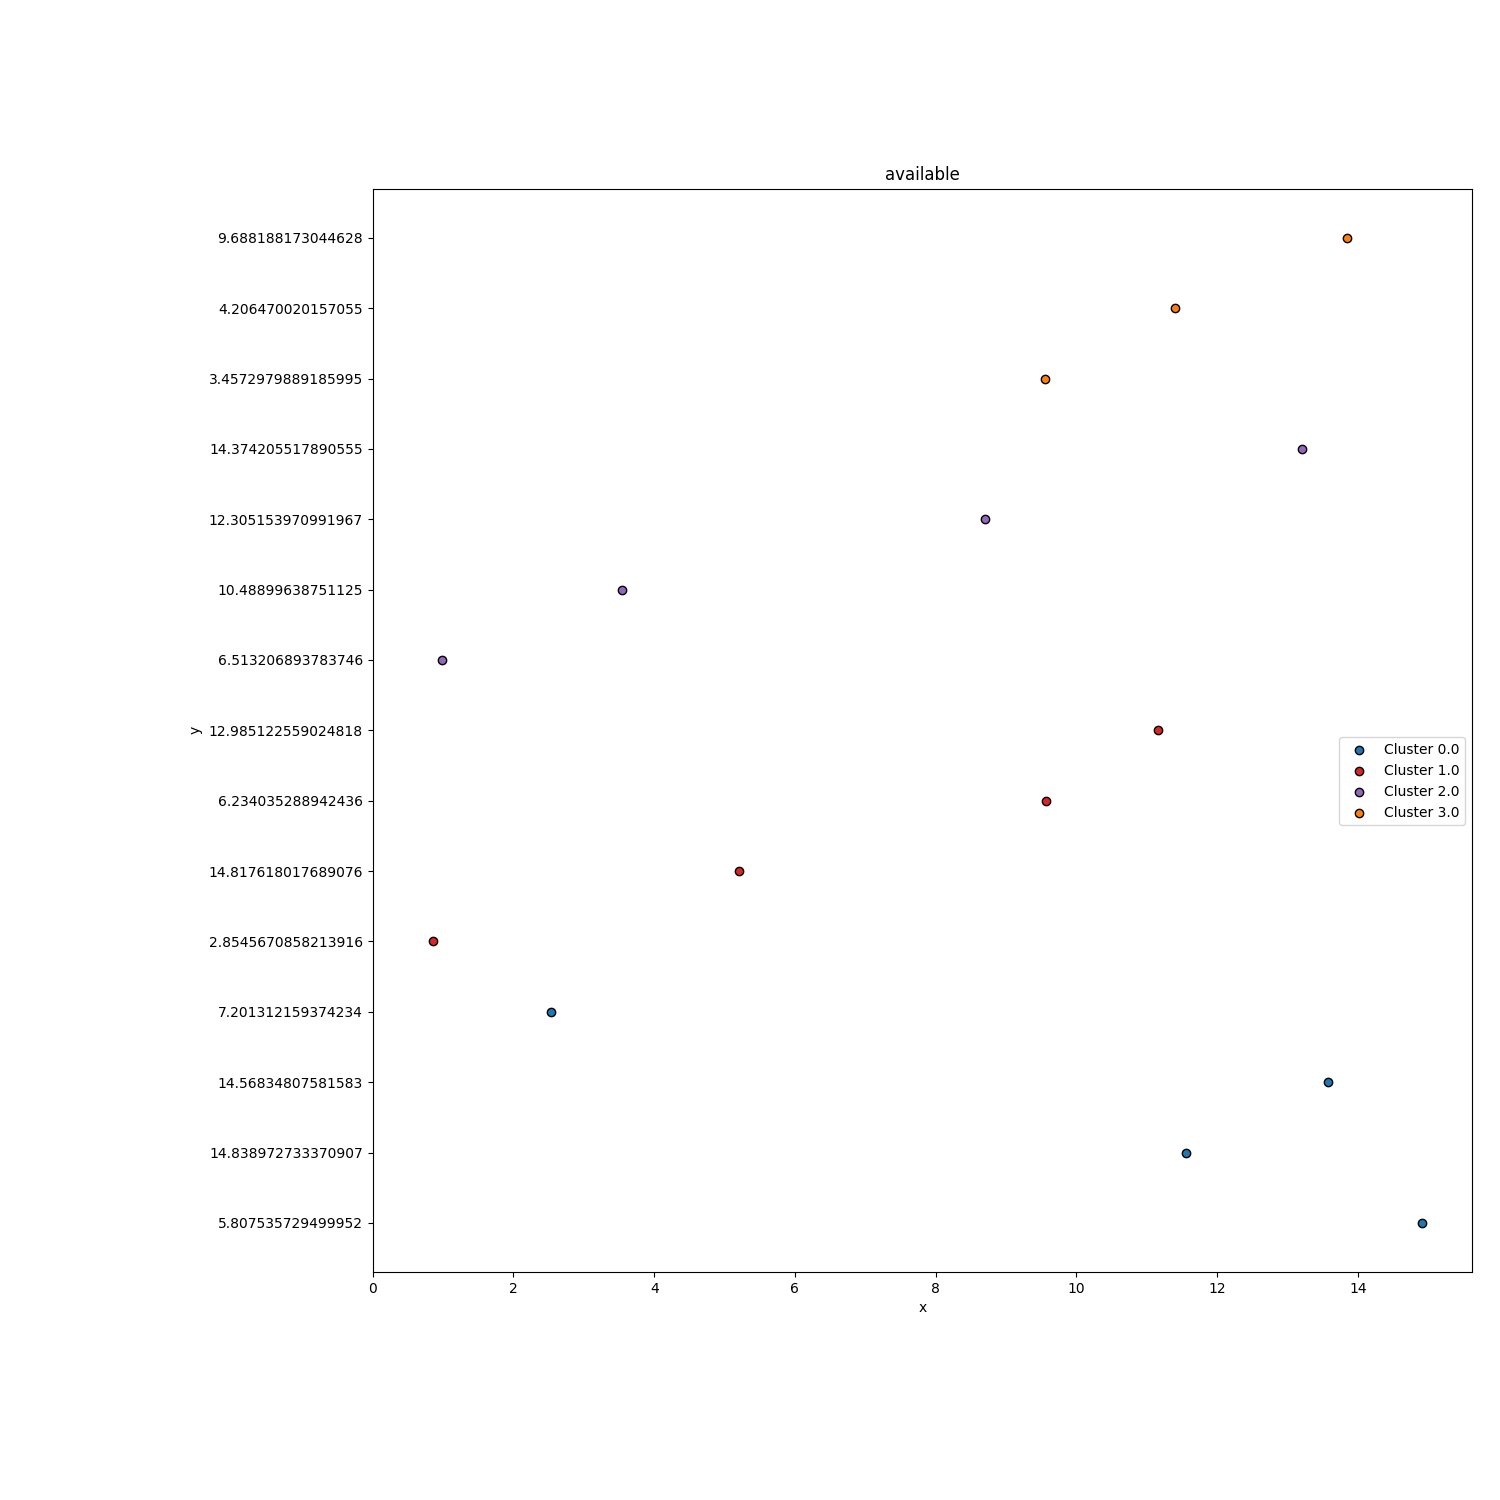 available
9.688188173044628
4.206470020157055
3.4572979889185995
14.374205517890555
12.305153970991967
10.48899638751125
6.513206893783746
12.985122559024818
6.234035288942436
14.817618017689076
2.8545670858213916
7.201312159374234
14.56834807581583
14.838972733370907
5.807535729499952
y
Cluster 0.0
Cluster 1.0
Cluster 2.0
Cluster 3.0
0 2 4 6 8 10 12 14
x